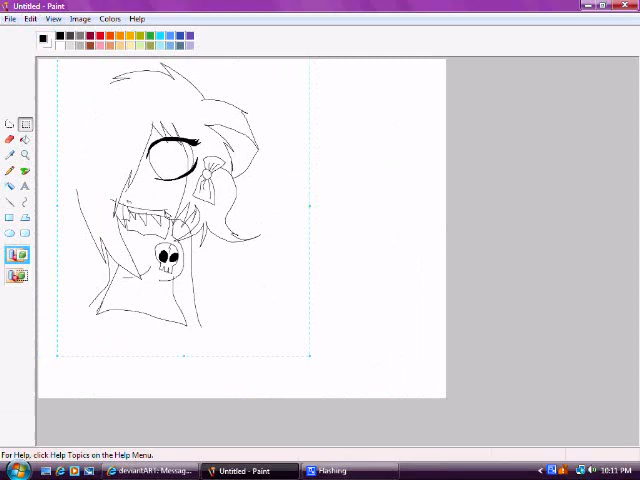 Untitled - Paint
File Edit View Image Colors Help
For Help, click Help Topics on the Help Menu.
deviantART: Messag... Untitled - Paint Flashing 10:11 PM